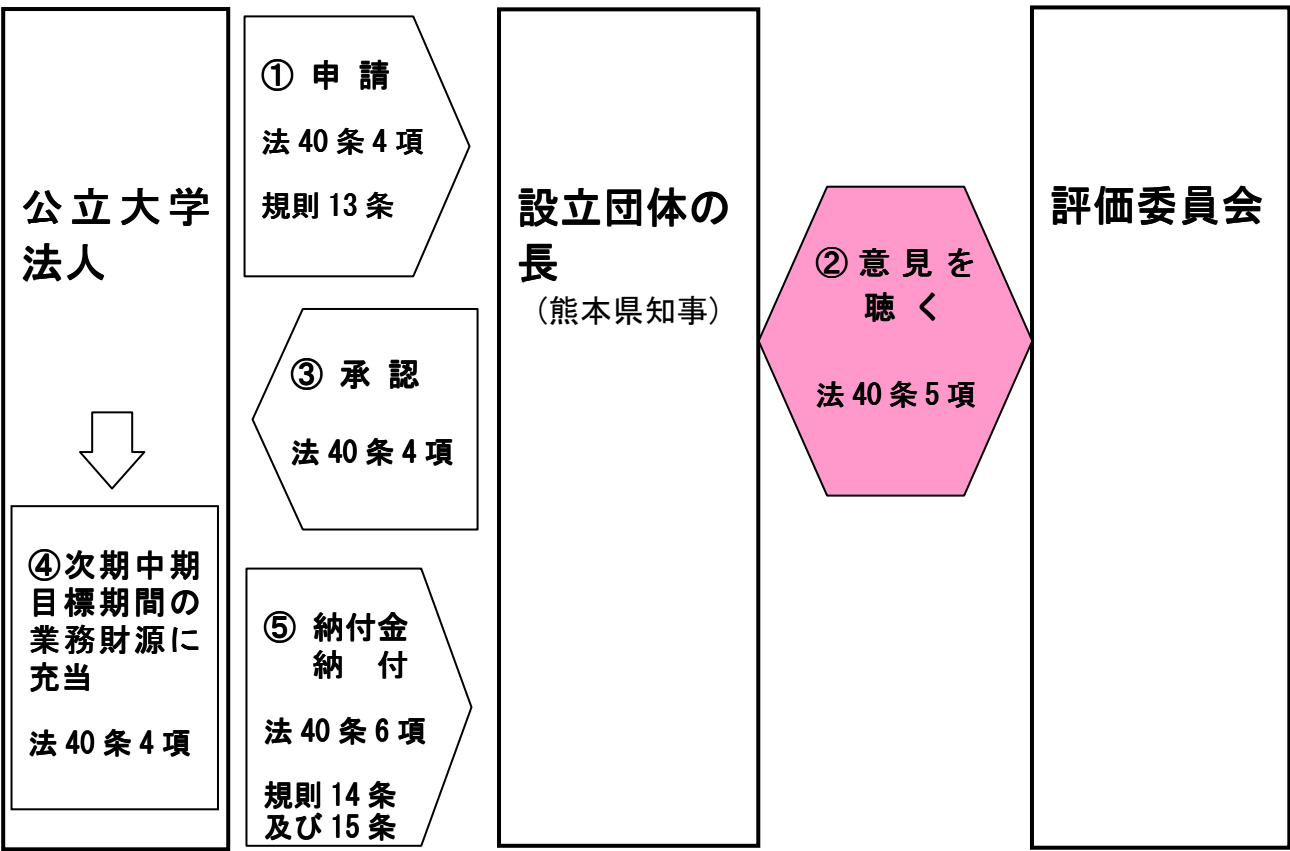 公立大学
法人
① 申 請
法 40 条 4 項
規則 13 条
設立団体の
長
（熊本県知事）
② 意 見 を
聴 く
法 40 条 5 項
評価委員会
③ 承 認
法 40 条 4 項
④次期中期
目標期間の
業務財源に
充当
法 40 条 4 項
⑤ 納付金
納 付
法 40 条 6 項
規則 14 条
及び 15 条